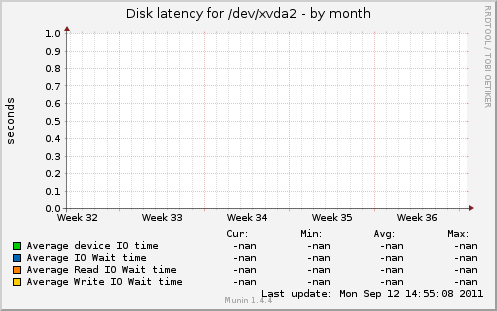 Disk latency for /dev/xvda2 - by month
RRDTOOL / TOBI OETIKER
seconds
1.0
0.9
0.8
0.7
0.6
0.5
0.4
0.3
0.2
0.1
0.0
Week 32 Week 33 Week 34 Week 35 Week 36
Cur: Min: Avg: Max:
Average device IO time -nan -nan -nan -nan
Average IO Wait time -nan -nan -nan -nan
Average Read IO Wait time -nan -nan -nan -nan
Average Write IO Wait time -nan -nan -nan -nan
Last update: Mon Sep 12 14:55:08 2011
Munin 1.4.4